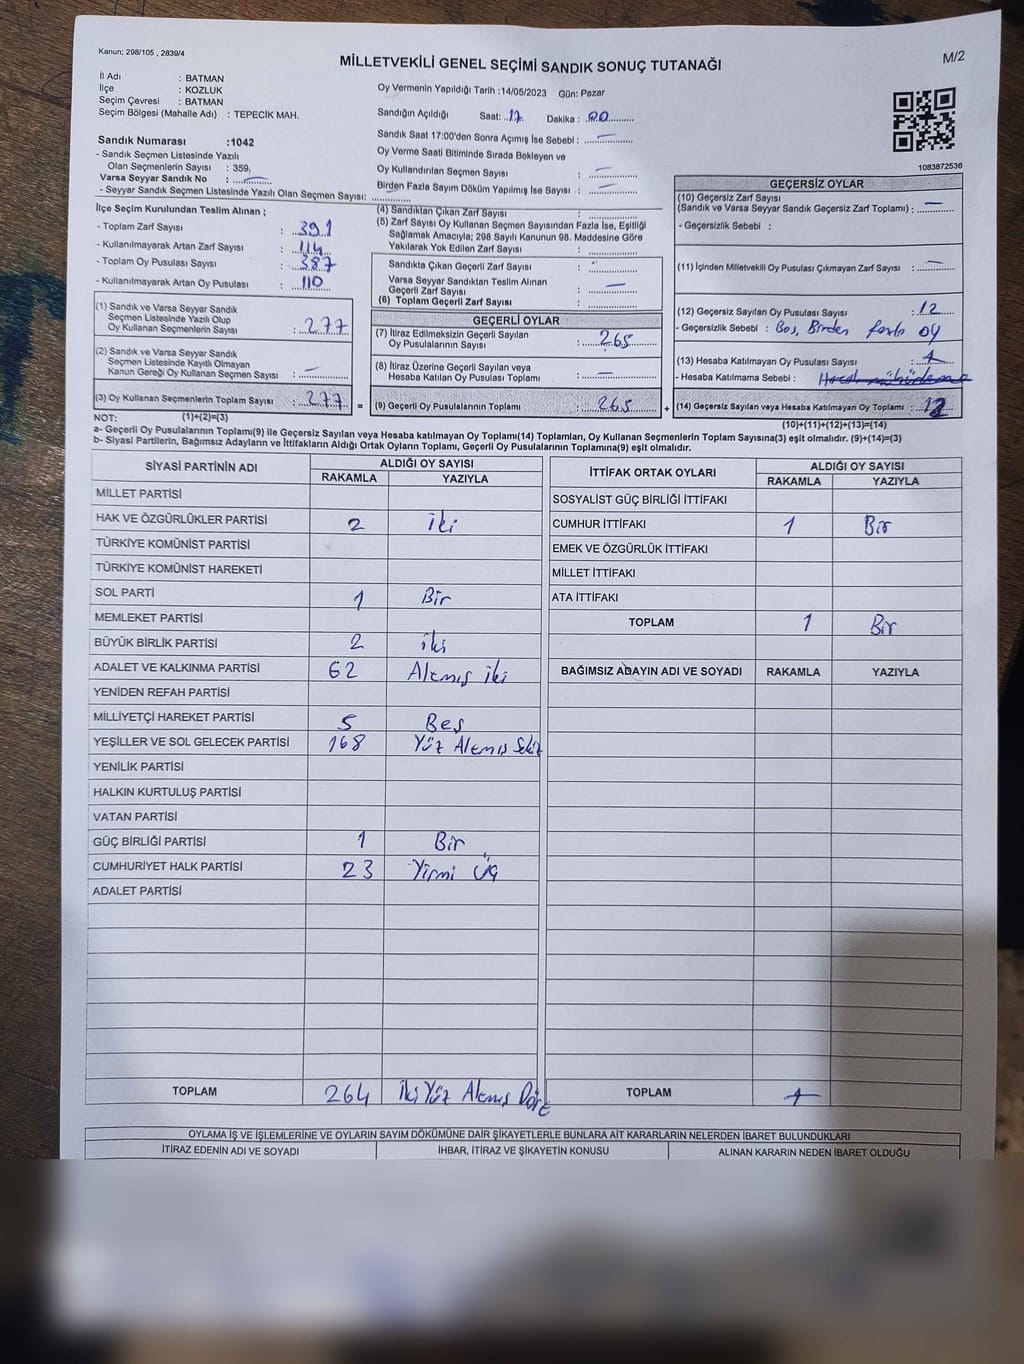 Kanun; 298/105 , 2839/4
MİLLETVEKİLİ GENEL SEÇİMİ SANDIK SONUÇ TUTANAĞI
M/2
İl Adı : BATMAN
İlçe : KOZLUK
Seçim Çevresi : BATMAN
Seçim Bölgesi (Mahalle Adı) : TEPECİK MAH.
Sandık Numarası :1042
- Sandık Seçmen Listesinde Yazılı
Olan Seçmenlerin Sayısı : 359,
Varsa Seyyar Sandık No :
- Seyyar Sandık Seçmen Listesinde Yazılı Olan Seçmen Sayısı:
Oy Vermenin Yapıldığı Tarih :14/05/2023 Gün: Pazar
Sandığın Açıldığı Saat: 17 Dakika : 00
Sandık Saat 17:00'den Sonra Açımış İse Sebebi : —
Oy Verme Saati Bitiminde Sırada Bekleyen ve
Oy Kullandırılan Seçmen Sayısı : —
Birden Fazla Sayım Döküm Yapılmış İse Sayısı : —
1083872536
İlçe Seçim Kurulundan Teslim Alınan ;
- Toplam Zarf Sayısı : 391
- Kullanılmayarak Artan Zarf Sayısı : 114
- Toplam Oy Pusulası Sayısı : 387
- Kullanılmayarak Artan Oy Pusulası : 110
(1) Sandık ve Varsa Seyyar Sandık
Seçmen Listesinde Yazılı Olup
Oy Kullanan Seçmenlerin Sayısı : 277
(2) Sandık ve Varsa Seyyar Sandık
Seçmen Listesinde Kayıtlı Olmayan
Kanun Gereği Oy Kullanan Seçmen Sayısı : —
(3) Oy Kullanan Seçmenlerin Toplam Sayısı : 277
(1)+(2)=(3)
(4) Sandıktan Çıkan Zarf Sayısı :
(5) Zarf Sayısı Oy Kullanan Seçmen Sayısından Fazla İse, Eşitliği
Sağlamak Amacıyla; 298 Sayılı Kanunun 98. Maddesine Göre
Yakılarak Yok Edilen Zarf Sayısı :
Sandıkta Çıkan Geçerli Zarf Sayısı :
Varsa Seyyar Sandıktan Teslim Alınan
Geçerli Zarf Sayısı : —
(6) Toplam Geçerli Zarf Sayısı :
GEÇERLİ OYLAR
(7) İtiraz Edilmeksizin Geçerli Sayılan
Oy Pusulalarının Sayısı : 265
(8) İtiraz Üzerine Geçerli Sayılan veya
Hesaba Katılan Oy Pusulası Toplamı : —
= (9) Geçerli Oy Pusulalarının Toplamı : 265 +
GEÇERSİZ OYLAR
(10) Geçersiz Zarf Sayısı
(Sandık ve Varsa Seyyar Sandık Geçersiz Zarf Toplamı) : —
- Geçersizlik Sebebi :
(11) İçinden Milletvekili Oy Pusulası Çıkmayan Zarf Sayısı : —
(12) Geçersiz Sayılan Oy Pusulası Sayısı : 12
- Geçersizlik Sebebi : Boş, Birden fazla oy
(13) Hesaba Katılmayan Oy Pusulası Sayısı :
- Hesaba Katılmama Sebebi :
(14) Geçersiz Sayılan veya Hesaba Katılmayan Oy Toplamı : 12
(10)+(11)+(12)+(13)=(14)
NOT:
a- Geçerli Oy Pusulalarının Toplamı(9) ile Geçersiz Sayılan veya Hesaba katılmayan Oy Toplamı(14) Toplamları, Oy Kullanan Seçmenlerin Toplam Sayısına(3) eşit olmalıdır. (9)+(14)=(3)
b- Siyasi Partilerin, Bağımsız Adayların ve İttifakların Aldığı Ortak Oyların Toplamı, Geçerli Oy Pusulalarının Toplamına(9) eşit olmalıdır.
SİYASİ PARTİNİN ADI ALDIĞI OY SAYISI
RAKAMLA YAZIYLA
MİLLET PARTİSİ
HAK VE ÖZGÜRLÜKLER PARTİSİ 2 iki
TÜRKİYE KOMÜNİST PARTİSİ
TÜRKİYE KOMÜNİST HAREKETİ
SOL PARTİ 1 Bir
MEMLEKET PARTİSİ
BÜYÜK BİRLİK PARTİSİ 2 iki
ADALET VE KALKINMA PARTİSİ 62 Altmış iki
YENİDEN REFAH PARTİSİ
MİLLİYETÇİ HAREKET PARTİSİ 5 Beş
YEŞİLLER VE SOL GELECEK PARTİSİ 168 Yüz Altmış Sekiz
YENİLİK PARTİSİ
HALKIN KURTULUŞ PARTİSİ
VATAN PARTİSİ
GÜÇ BİRLİĞİ PARTİSİ 1 Bir
CUMHURİYET HALK PARTİSİ 23 Yirmi Üç
ADALET PARTİSİ
TOPLAM 264 İki Yüz Altmış Dört
İTTİFAK ORTAK OYLARI ALDIĞI OY SAYISI
RAKAMLA YAZIYLA
SOSYALIST GÜÇ BİRLİĞİ İTTİFAKI
CUMHUR İTTİFAKI 1 Bir
EMEK VE ÖZGÜRLÜK İTTİFAKI
MİLLET İTTİFAKI
ATA İTTİFAKI
TOPLAM 1 Bir
BAĞIMSIZ ADAYIN ADI VE SOYADI RAKAMLA YAZIYLA
TOPLAM
OYLAMA İŞ VE İŞLEMLERİNE VE OYLARIN SAYIM DÖKÜMÜNE DAİR ŞİKAYETLERLE BUNLARA AİT KARARLARIN NELERDEN İBARET BULUNDUKLARI
İTİRAZ EDENİN ADI VE SOYADI İHBAR, İTİRAZ VE ŞİKAYETİN KONUSU ALINAN KARARIN NEDEN İBARET OLDUĞU